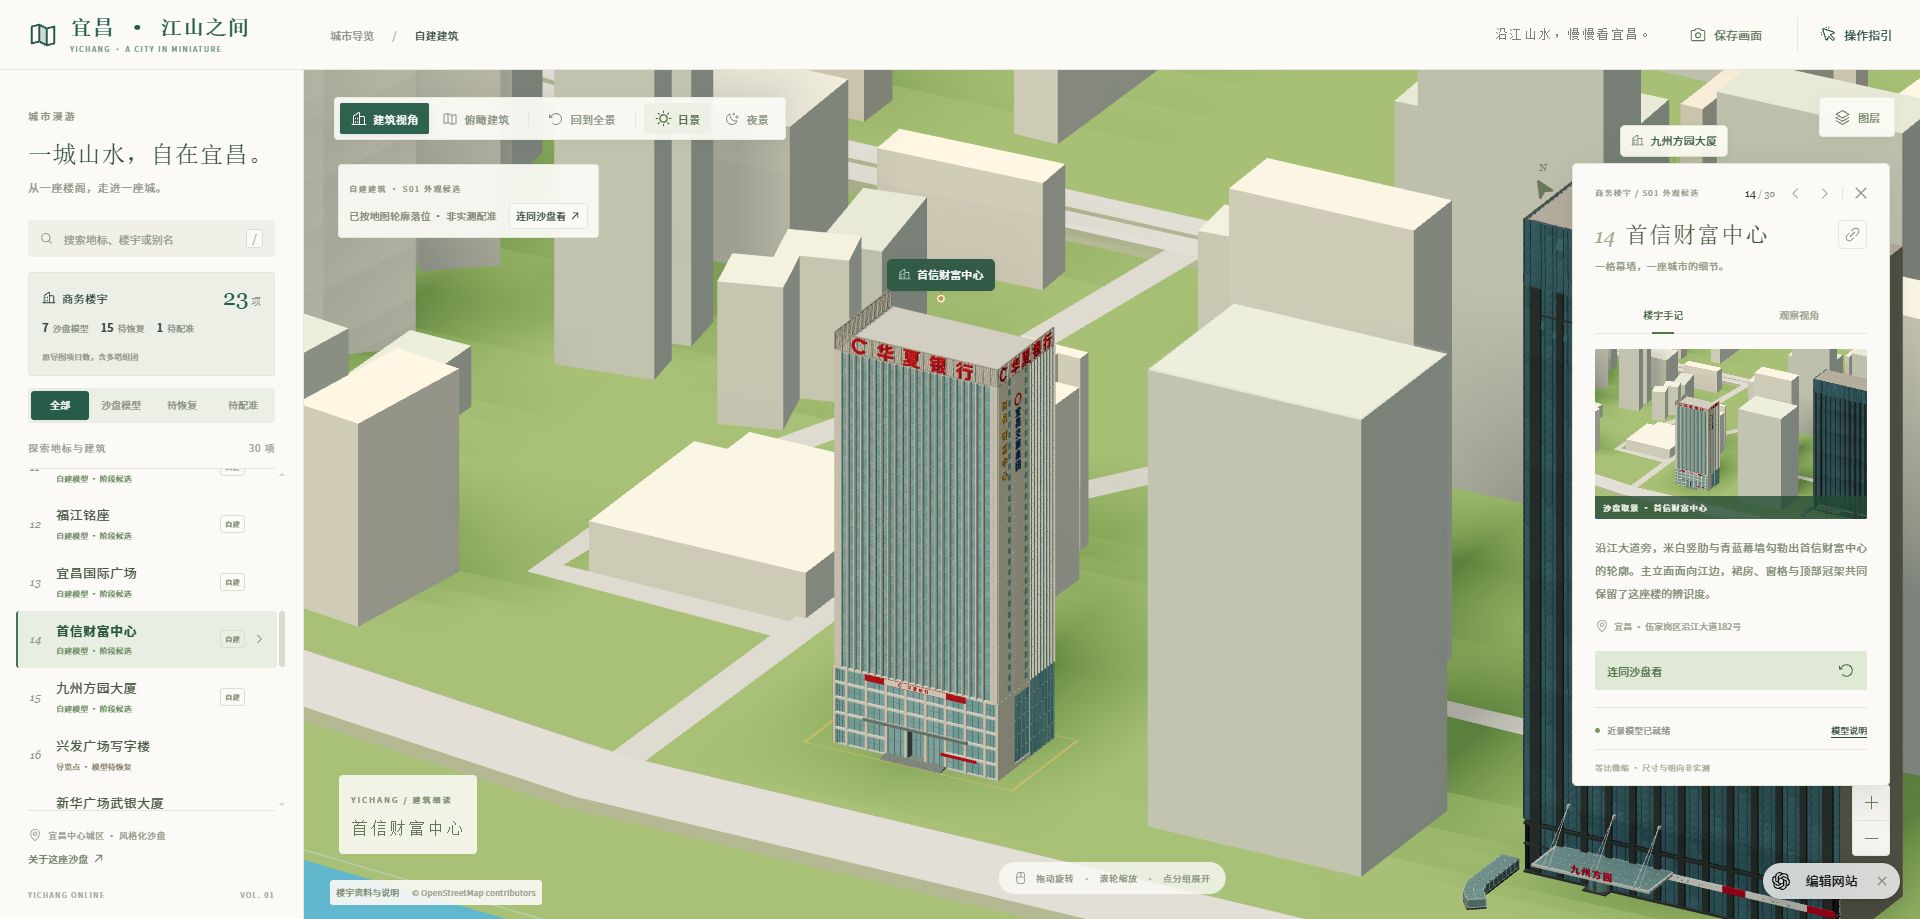 宜昌 • 江山之间
YICHANG • A CITY IN MINIATURE
城市导览 / 自建建筑
沿江山水，慢慢看宜昌。
保存画面
操作指引
城市漫游
一城山水，自在宜昌。
从一座楼阁，走进一座城。
搜索地标、楼宇或别名 /
商务楼宇 23 项
7 沙盘模型 15 待恢复 1 待配准
原导图项目数，含多塔组团
全部 沙盘模型 待恢复 待配准
探索地标与建筑 30 项
自建模型 • 阶段候选
12 福江铭座 自建
自建模型 • 阶段候选
13 宜昌国际广场 自建
自建模型 • 阶段候选
14 首信财富中心 自建
自建模型 • 阶段候选
15 九州方园大厦 自建
自建模型 • 阶段候选
16 兴发广场写字楼
导览点 • 模型待恢复
新华广场武银大厦
宜昌中心城区 • 风格化沙盘
关于这座沙盘
YICHANG ONLINE VOL. 01
建筑视角 俯瞰建筑 回到全景 日景 夜景
自建建筑 • S01 外观候选
已按地图轮廓落位 • 非实测配准 连同沙盘看
首信财富中心
华夏银行
华夏银行
九州方园大厦
图层
N
商务楼宇 / S01 外观候选 14 / 30
14 首信财富中心
一格幕墙，一座城市的细节。
楼宇手记 观察视角
沙盘取景 • 首信财富中心
沿江大道旁，米白竖肋与青蓝幕墙勾勒出首信财富中心
的轮廓。主立面面向江边，裙房、窗格与顶部冠架共同
保留了这座楼的辨识度。
宜昌 • 伍家岗区沿江大道182号
连同沙盘看
近景模型已就绪 模型说明
等比微缩 • 尺寸与朝向非实测
YICHANG / 建筑细读
首信财富中心
楼宇资料与说明 © OpenStreetMap contributors
拖动旋转 • 滚轮缩放 • 点分组展开
九州方园
编辑网站